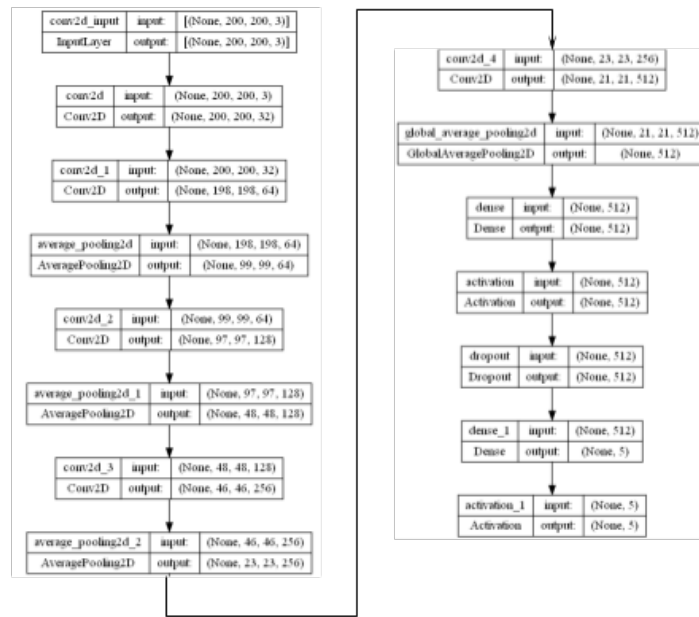 conv2d_input input: [(None, 200, 200, 3)]
InputLayer output: [(None, 200, 200, 3)]
conv2d input: (None, 200, 200, 3)
Conv2D output: (None, 200, 200, 32)
conv2d_1 input: (None, 200, 200, 32)
Conv2D output: (None, 198, 198, 64)
average_pooling2d input: (None, 198, 198, 64)
AveragePooling2D output: (None, 99, 99, 64)
conv2d_2 input: (None, 99, 99, 64)
Conv2D output: (None, 97, 97, 128)
average_pooling2d_1 input: (None, 97, 97, 128)
AveragePooling2D output: (None, 48, 48, 128)
conv2d_3 input: (None, 48, 48, 128)
Conv2D output: (None, 46, 46, 256)
average_pooling2d_2 input: (None, 46, 46, 256)
AveragePooling2D output: (None, 23, 23, 256)
conv2d_4 input: (None, 23, 23, 256)
Conv2D output: (None, 21, 21, 512)
global_average_pooling2d input: (None, 21, 21, 512)
GlobalAveragePooling2D output: (None, 512)
dense input: (None, 512)
Dense output: (None, 512)
activation input: (None, 512)
Activation output: (None, 512)
dropout input: (None, 512)
Dropout output: (None, 512)
dense_1 input: (None, 512)
Dense output: (None, 5)
activation_1 input: (None, 5)
Activation output: (None, 5)